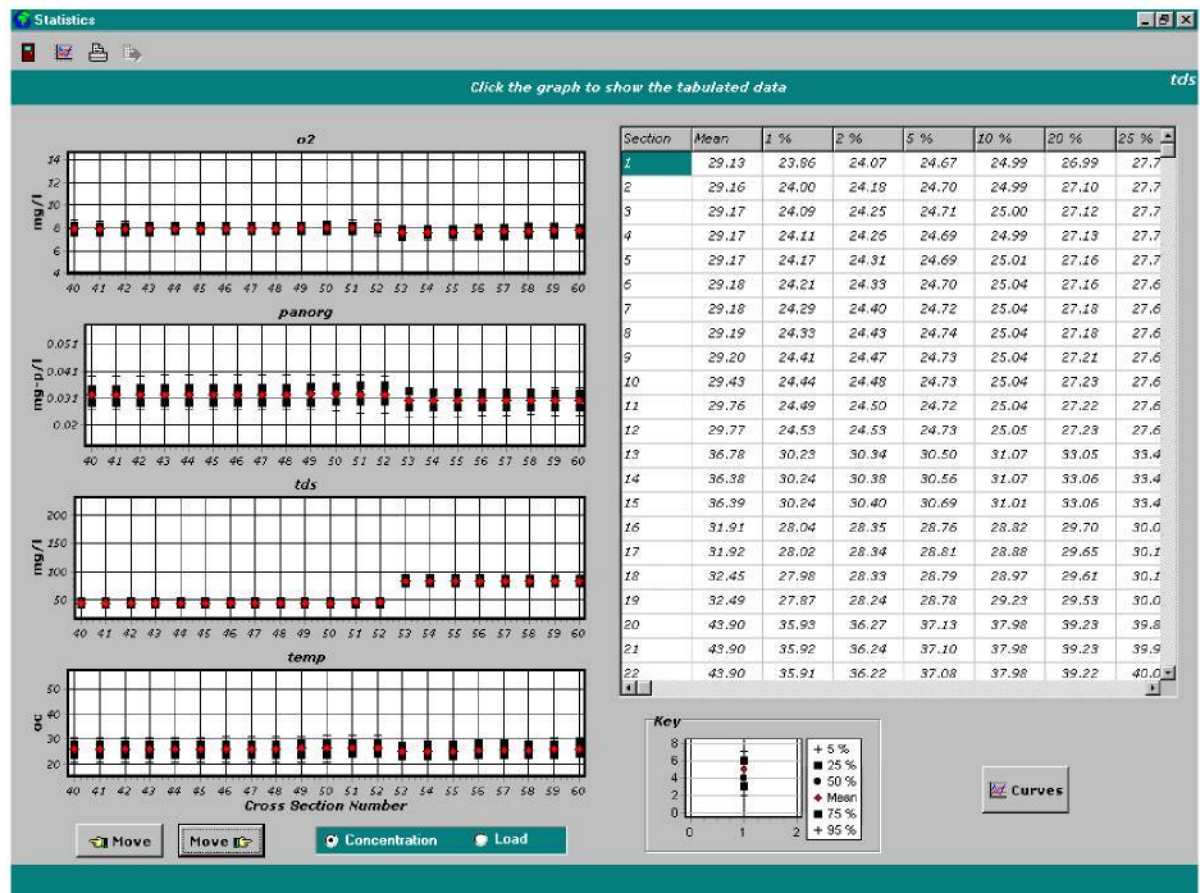 Statistics
Click the graph to show the tabulated data
tds
o2
14
12
10
8
6
4
mg/l
40 41 42 43 44 45 46 47 48 49 50 51 52 53 54 55 56 57 58 59 60
panorg
0.051
0.041
0.031
0.02
mg-p/l
40 41 42 43 44 45 46 47 48 49 50 51 52 53 54 55 56 57 58 59 60
tds
200
150
100
50
mg/l
40 41 42 43 44 45 46 47 48 49 50 51 52 53 54 55 56 57 58 59 60
temp
50
40
30
20
oc
40 41 42 43 44 45 46 47 48 49 50 51 52 53 54 55 56 57 58 59 60
Cross Section Number
Move
Move
Concentration
Load
Section Mean 1 % 2 % 5 % 10 % 20 % 25 %
1 29.13 23.86 24.07 24.67 24.99 26.99 27.7
2 29.16 24.00 24.18 24.70 24.99 27.10 27.7
3 29.17 24.09 24.25 24.71 25.00 27.12 27.7
4 29.17 24.11 24.26 24.69 24.99 27.13 27.7
5 29.17 24.17 24.31 24.69 25.01 27.16 27.7
6 29.18 24.21 24.33 24.70 25.04 27.16 27.6
7 29.18 24.29 24.40 24.72 25.04 27.18 27.6
8 29.19 24.33 24.43 24.74 25.04 27.18 27.6
9 29.20 24.41 24.47 24.73 25.04 27.21 27.6
10 29.43 24.44 24.48 24.73 25.04 27.23 27.6
11 29.76 24.49 24.50 24.72 25.04 27.22 27.6
12 29.77 24.53 24.53 24.73 25.05 27.23 27.6
13 36.78 30.23 30.34 30.50 31.07 33.05 33.4
14 36.38 30.24 30.38 30.56 31.07 33.06 33.4
15 36.39 30.24 30.40 30.69 31.01 33.06 33.4
16 31.91 28.04 28.35 28.76 28.82 29.70 30.0
17 31.92 28.02 28.34 28.81 28.88 29.65 30.1
18 32.45 27.98 28.33 28.79 28.97 29.61 30.1
19 32.49 27.87 28.24 28.78 29.23 29.53 30.0
20 43.90 35.93 36.27 37.13 37.98 39.23 39.8
21 43.90 35.92 36.24 37.10 37.98 39.23 39.9
22 43.90 35.91 36.22 37.08 37.98 39.22 40.0
Key
8
6
4
2
0
0 1 2
+ 5 %
25 %
50 %
Mean
75 %
+ 95 %
Curves